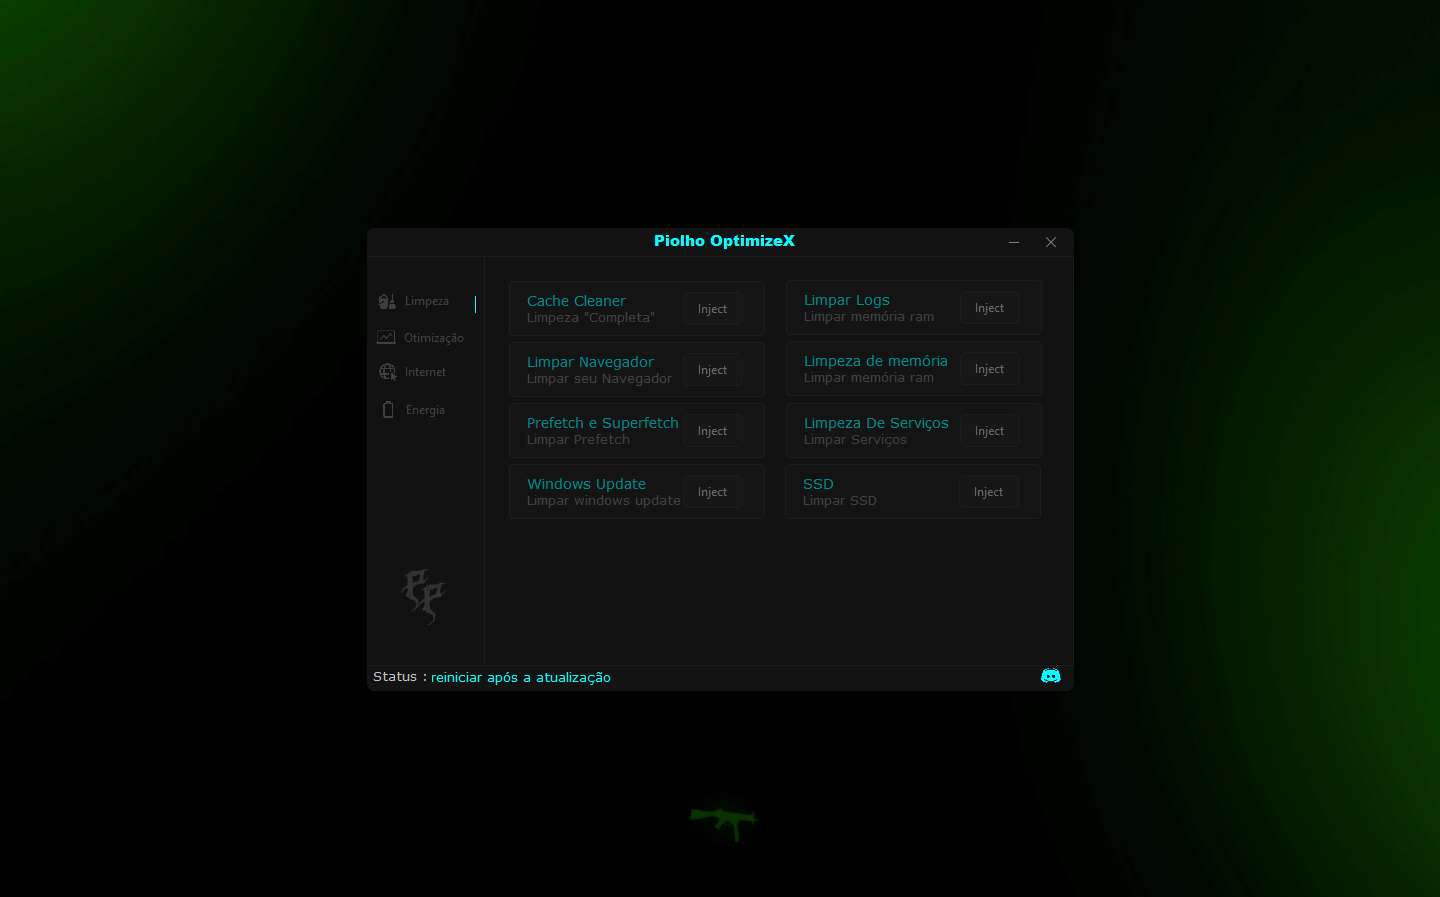 Piolho OptimizeX
Limpeza
Otimização
Internet
Energia
Cache Cleaner
Limpeza "Completa"
Inject
Limpar Logs
Limpar memória ram
Inject
Limpar Navegador
Limpar seu Navegador
Inject
Limpeza de memória
Limpar memória ram
Inject
Prefetch e Superfetch
Limpar Prefetch
Inject
Limpeza De Serviços
Limpar Serviços
Inject
Windows Update
Limpar windows update
Inject
SSD
Limpar SSD
Inject
PP
Status : reiniciar após a atualização